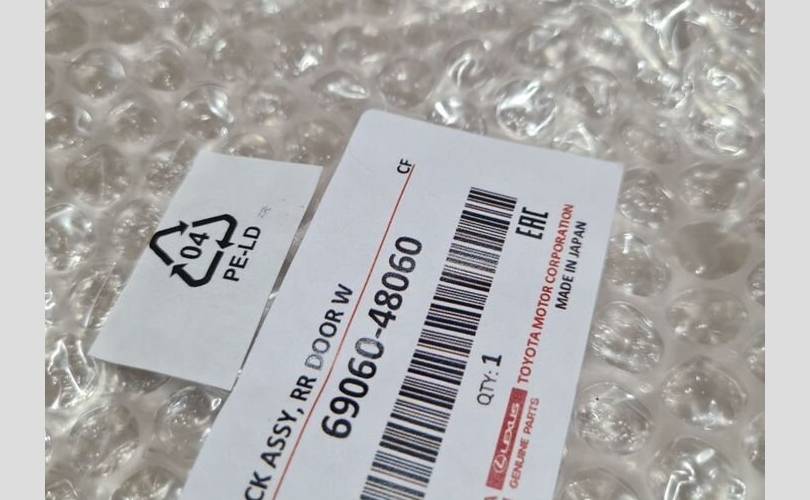 04
PE-LD
CF
CK ASSY, RR DOOR W
69060-48060
EAC
QTY: 1
LEXUS
GENUINE PARTS
TOYOTA MOTOR CORPORATION
MADE IN JAPAN